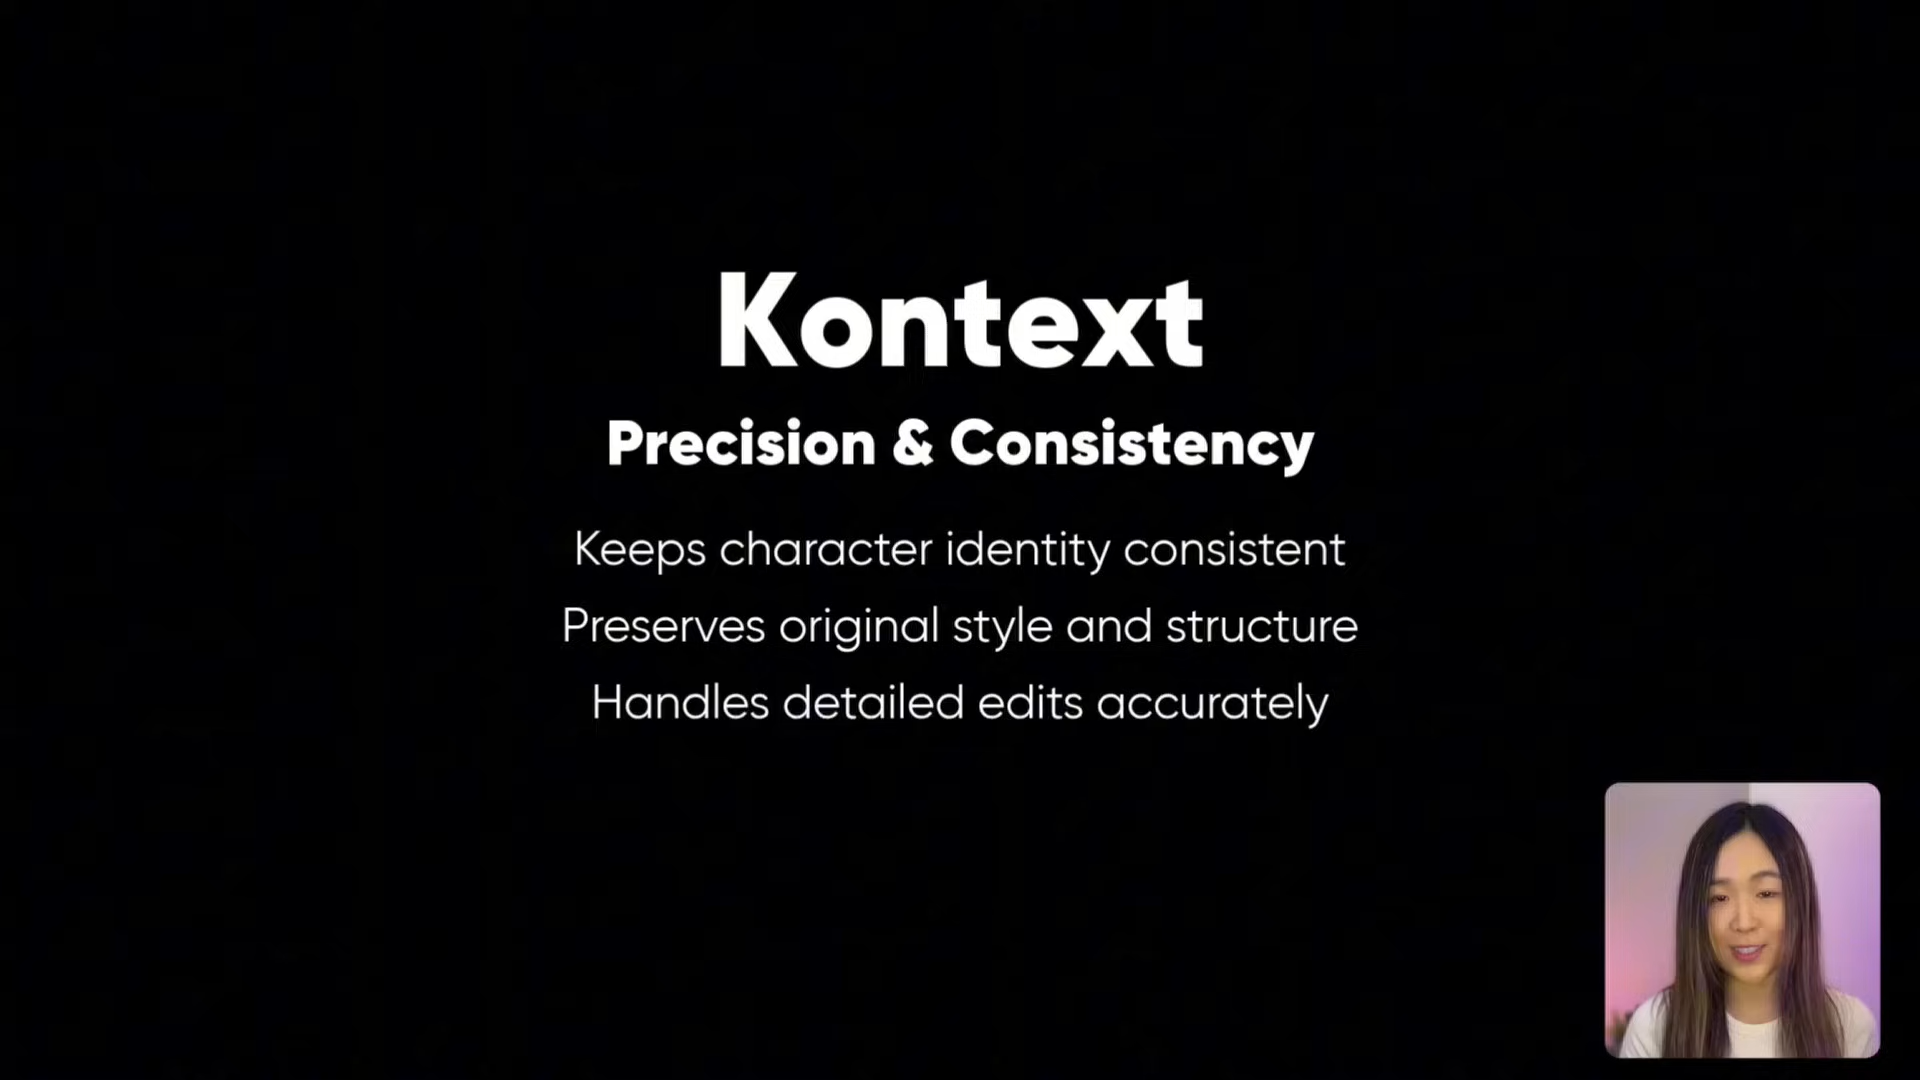 Kontext
Precision & Consistency
Keeps character identity consistent
Preserves original style and structure
Handles detailed edits accurately